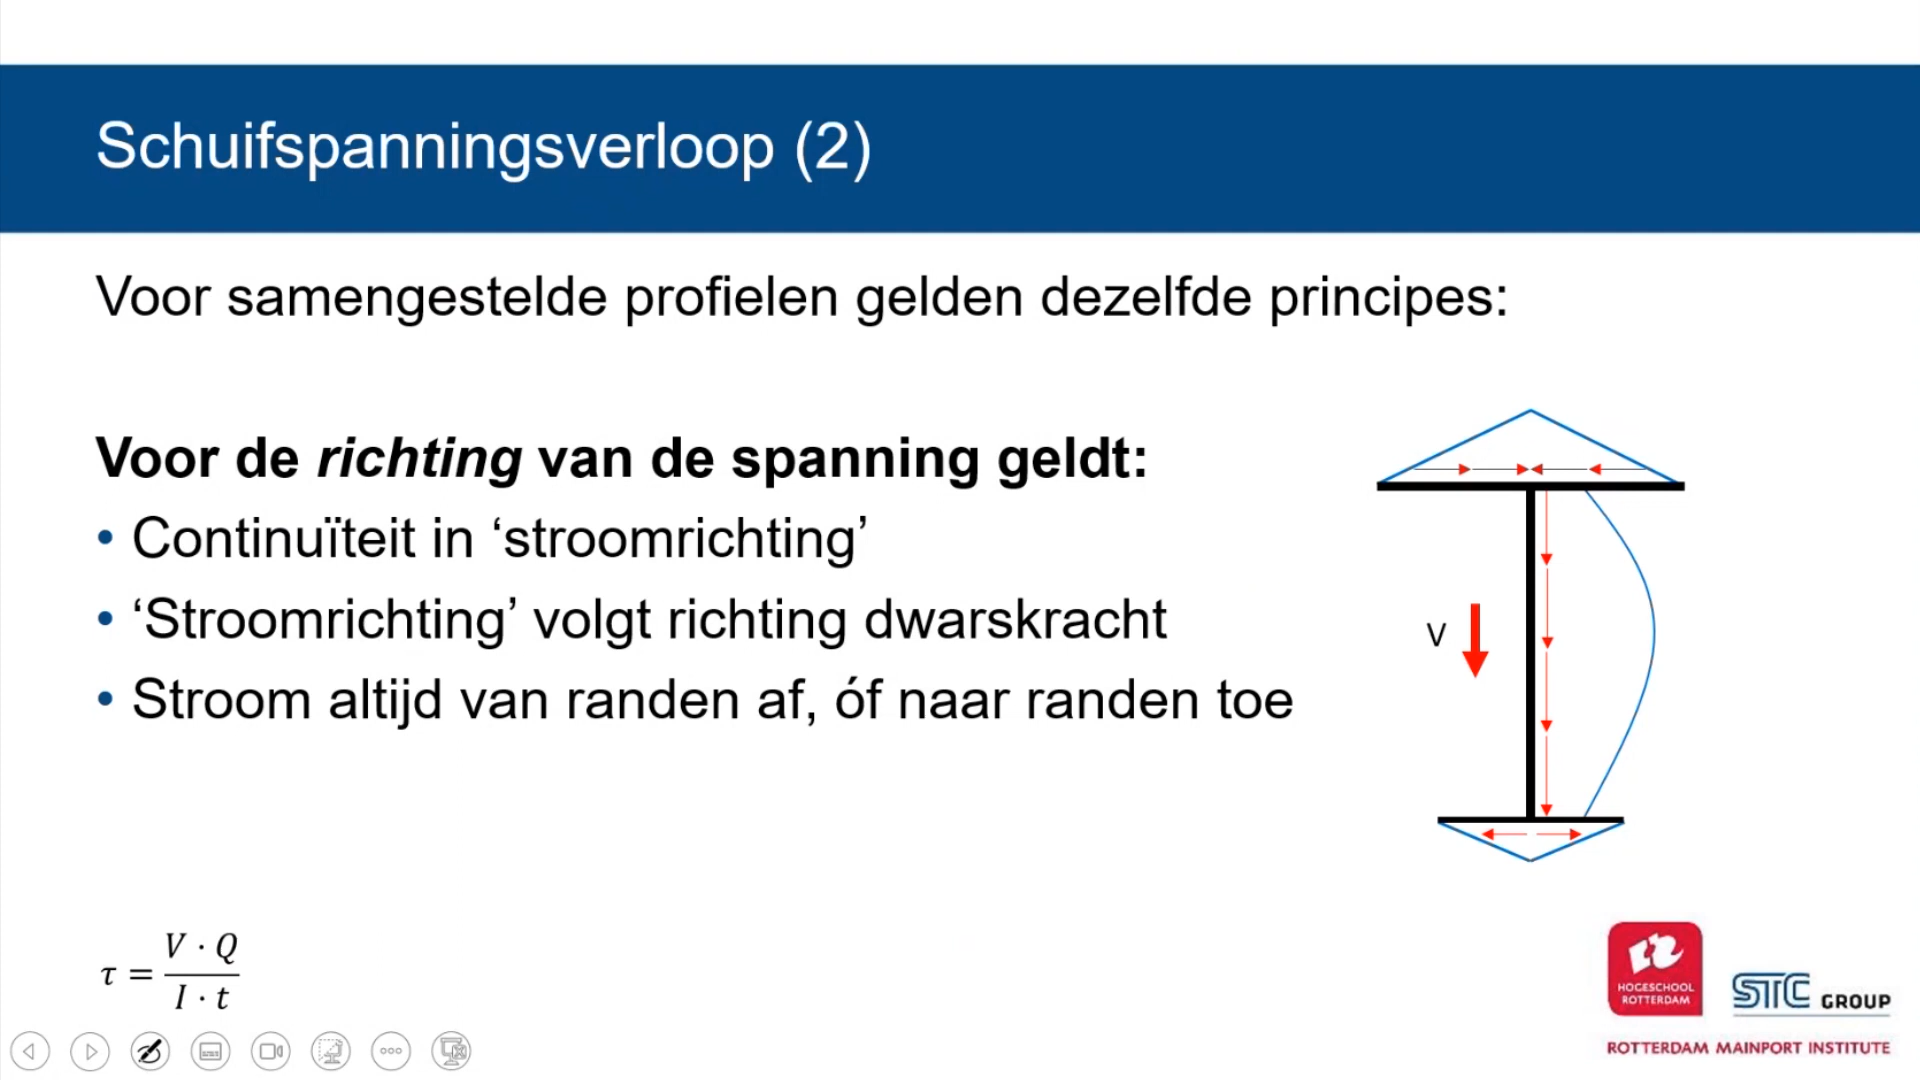 Schuifspanningsverloop (2)
Voor samengestelde profielen gelden dezelfde principes:
Voor de richting van de spanning geldt:
• Continuïteit in ‘stroomrichting’
• ‘Stroomrichting’ volgt richting dwarskracht
• Stroom altijd van randen af, óf naar randen toe
V
τ = V · Q / I · t
HOGESCHOOL
ROTTERDAM
STC GROUP
ROTTERDAM MAINPORT INSTITUTE